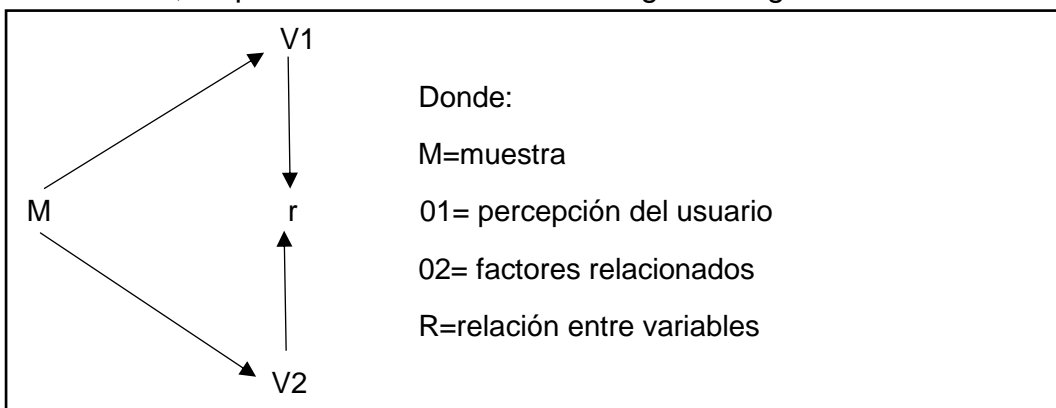 V1
Donde:
M=muestra
M
r
01= percepción del usuario
02= factores relacionados
R=relación entre variables
V2